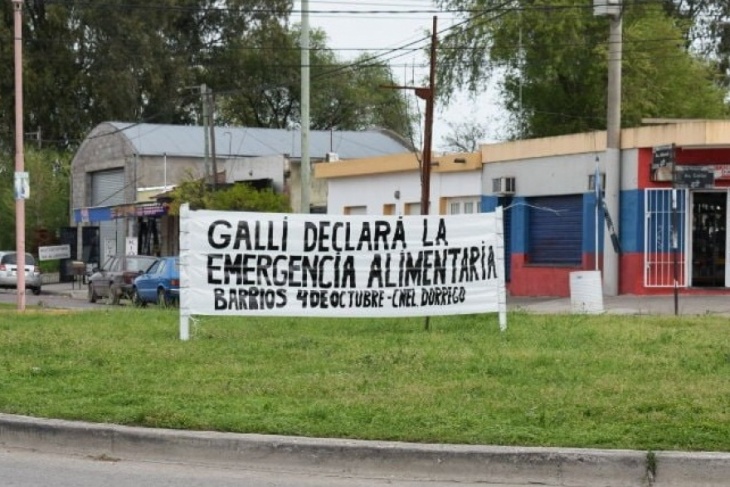 GALLI DECLARÁ LA
EMERGENCIA ALIMENTARIA
BARRIOS 4 DE OCTUBRE - CNEL DORREGO